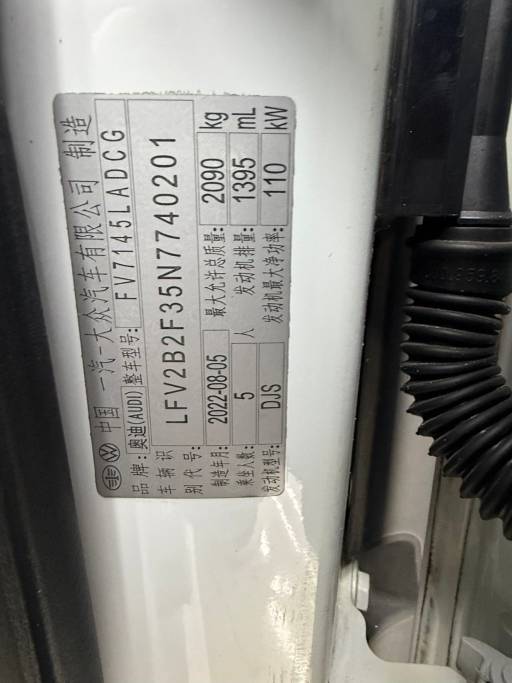 中国 一汽-大众汽车有限公司 制造
品牌: 奥迪(AUDI) 整车型号: FV7145LADCG
车辆识别代号: LFV2B2F35N7740201
制造年月: 2022-08-05 最大允许总质量: 2090 kg
乘坐人数: 5 人 发动机排量: 1395 mL
发动机型号: DJS 发动机最大净功率: 110 kW